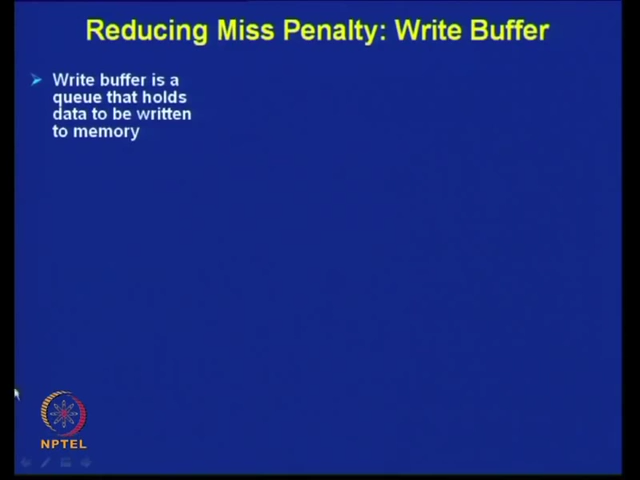 Reducing Miss Penalty: Write Buffer
Write buffer is a
queue that holds
data to be written
to memory
NPTEL